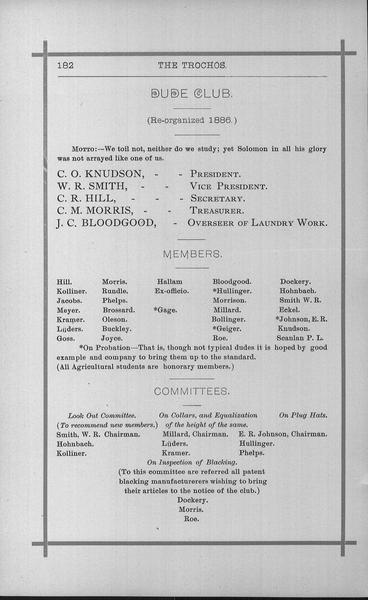 182 THE TROCHOS.
DUDE CLUB.
(Re-organized 1886.)
MOTTO:—We toil not, neither do we study; yet Solomon in all his glory
was not arrayed like one of us.
C. O. KNUDSON, - - PRESIDENT.
W. R. SMITH, - - VICE PRESIDENT.
C. R. HILL, - - - SECRETARY.
C. M. MORRIS, - - TREASURER.
J. C. BLOODGOOD, - OVERSEER OF LAUNDRY WORK.
MEMBERS.
Hill. Morris. Hallam Bloodgood. Dockery.
Kolliner. Rundle. Ex-officio. *Hullinger. Hohnbach.
Jacobs. Phelps. Morrison. Smith W. R.
Meyer. Brossard. *Gage. Millard. Eckel.
Kramer. Oleson. Bollinger. *Johnson, E. R.
Lüders. Buckley. *Geiger. Knudson.
Goss. Joyce. Roe. Scanlan P. L.
*On Probation—That is, though not typical dudes it is hoped by good
example and company to bring them up to the standard.
(All Agricultural students are honorary members.)
COMMITTEES.
Look Out Committee. On Collars, and Equalization On Plug Hats.
(To recommend new members.) of the height of the same.
Smith, W. R. Chairman. Millard, Chairman. E. R. Johnson, Chairman.
Hohnbach. Lüders. Hullinger.
Kolliner. Kramer. Phelps.
On Inspection of Blacking.
(To this committee are referred all patent
blacking manufacturerers wishing to bring
their articles to the notice of the club.)
Dockery.
Morris.
Roe.